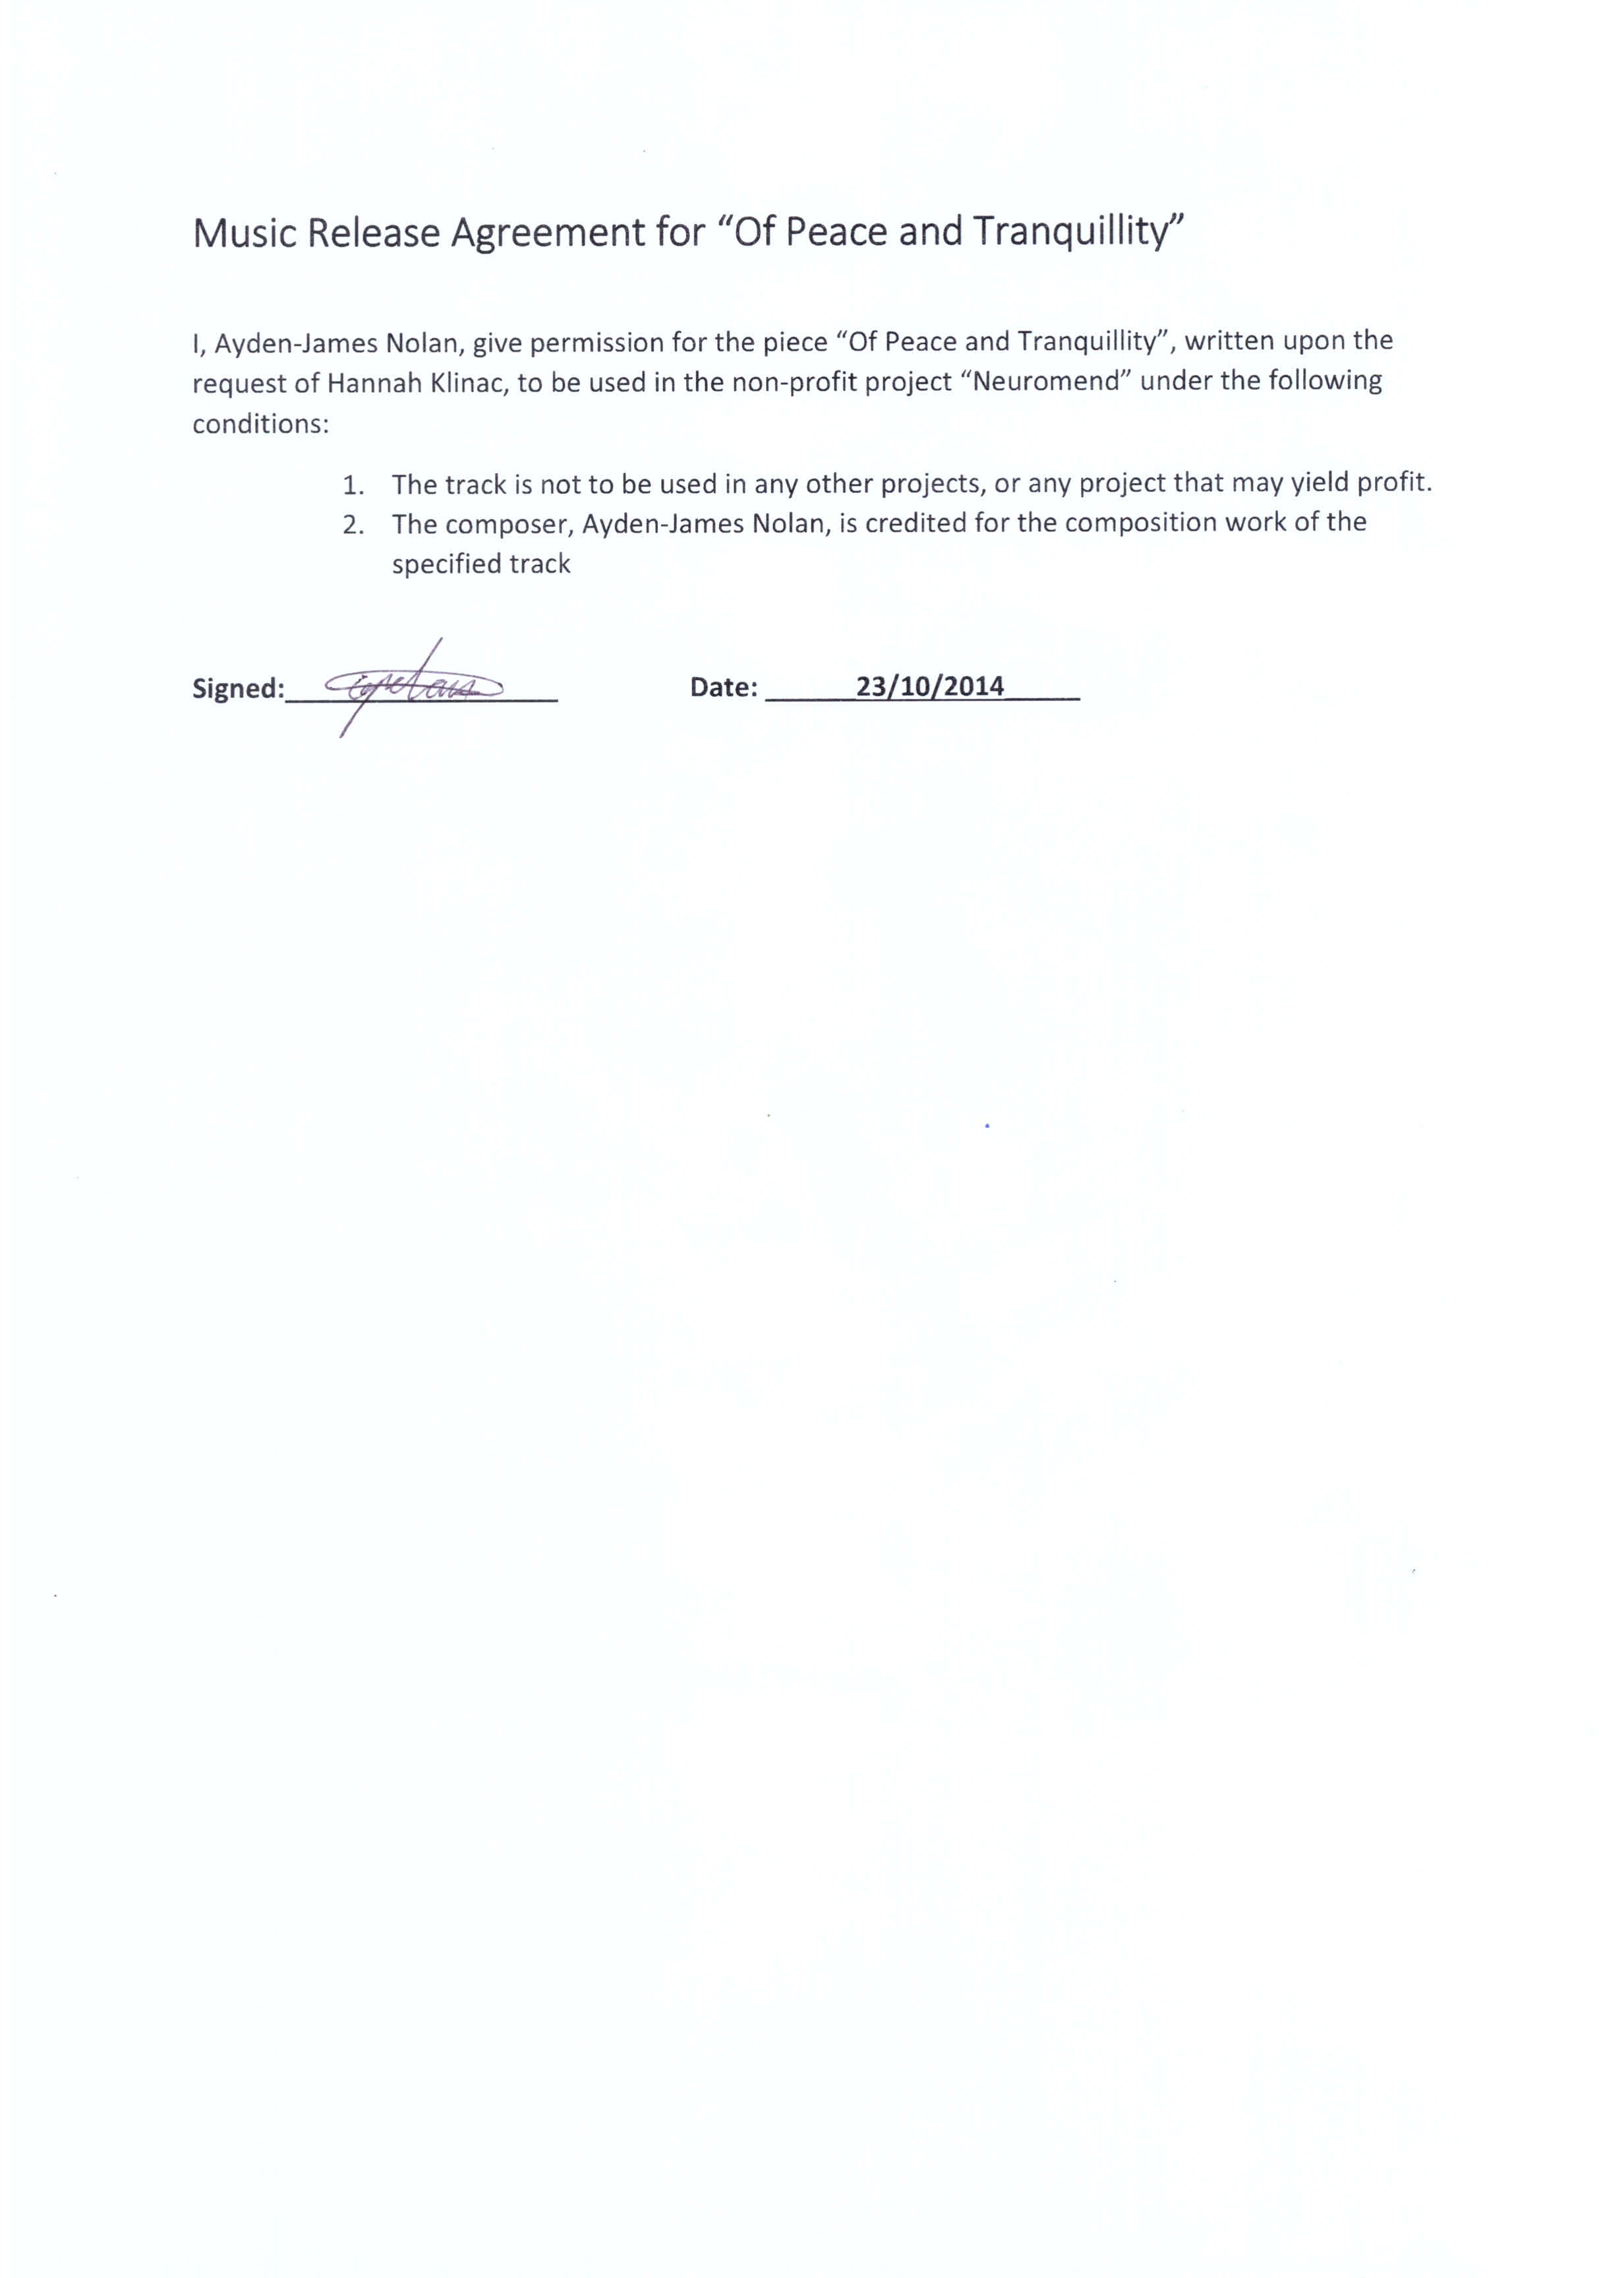 Music Release Agreement for “Of Peace and Tranquillity”
I, Ayden-James Nolan, give permission for the piece “Of Peace and Tranquillity”, written upon the
request of Hannah Klinac, to be used in the non-profit project “Neuromend” under the following
conditions:
1. The track is not to be used in any other projects, or any project that may yield profit.
2. The composer, Ayden-James Nolan, is credited for the composition work of the
specified track
Signed: Date: 23/10/2014